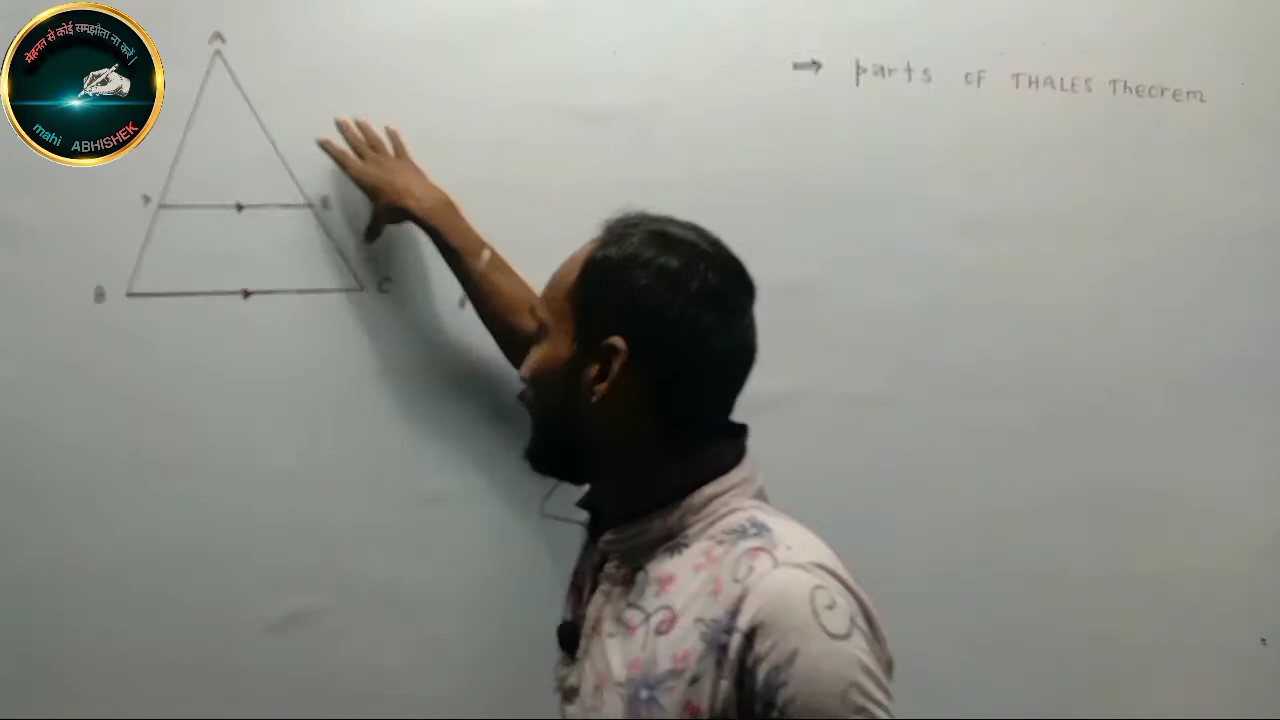 मेहनत से कोई समझौता ना करें।
mahi ABHISHEK
A
B
C
⇒ parts OF THALES Theorem